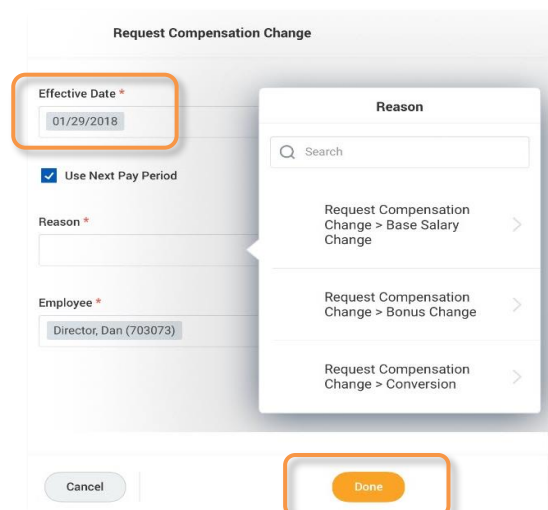 Request Compensation Change
Effective Date *
01/29/2018
Use Next Pay Period
Reason *
Employee *
Director, Dan (703073)
Reason
Search
Request Compensation
Change > Base Salary
Change
Request Compensation
Change > Bonus Change
Request Compensation
Change > Conversion
Cancel
Done